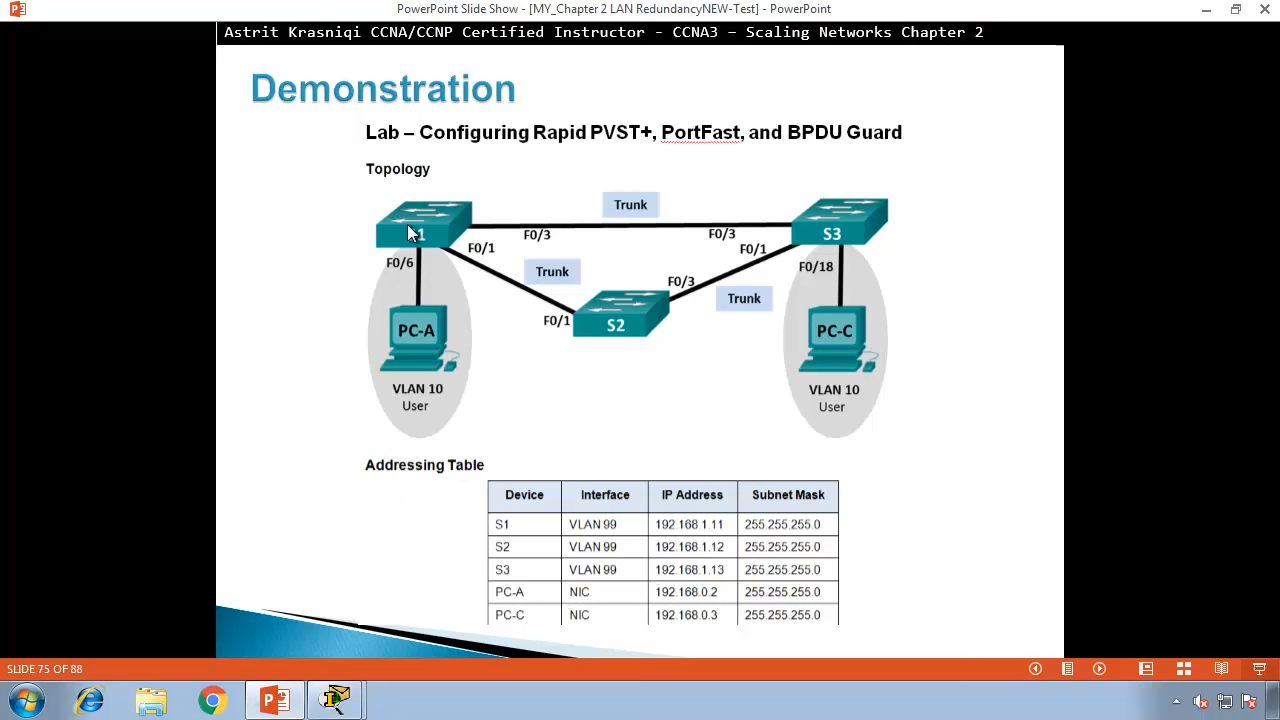 PowerPoint Slide Show - [MY_Chapter 2 LAN RedundancyNEW-Test] - PowerPoint
Astrit Krasniqi CCNA/CCNP Certified Instructor - CCNA3 – Scaling Networks Chapter 2
Demonstration
Lab – Configuring Rapid PVST+, PortFast, and BPDU Guard
Topology
Trunk
S3
F0/3
F0/3
F0/1
F0/1
F0/6
Trunk
F0/18
F0/3
Trunk
F0/1
S2
PC-A
PC-C
VLAN 10
User
VLAN 10
User
Addressing Table
Device Interface IP Address Subnet Mask
S1 VLAN 99 192.168.1.11 255.255.255.0
S2 VLAN 99 192.168.1.12 255.255.255.0
S3 VLAN 99 192.168.1.13 255.255.255.0
PC-A NIC 192.168.0.2 255.255.255.0
PC-C NIC 192.168.0.3 255.255.255.0
SLIDE 75 OF 88